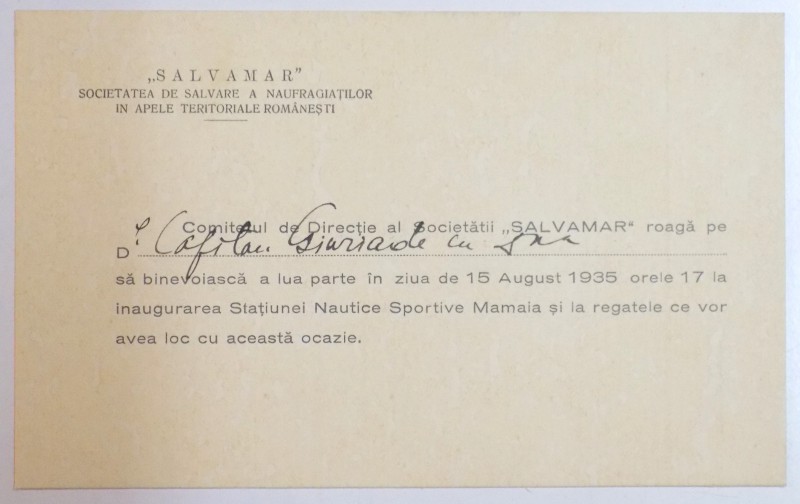 „SALVAMAR”
SOCIETATEA DE SALVARE A NAUFRAGIAȚILOR
IN APELE TERITORIALE ROMÂNEȘTI
Comitetul de Direcție al Societății „SALVAMAR“ roagă pe
D Capitan cu
să binevoiască a lua parte în ziua de 15 August 1935 orele 17 la
inaugurarea Stațiunei Nautice Sportive Mamaia și la regatele ce vor
avea loc cu această ocazie.